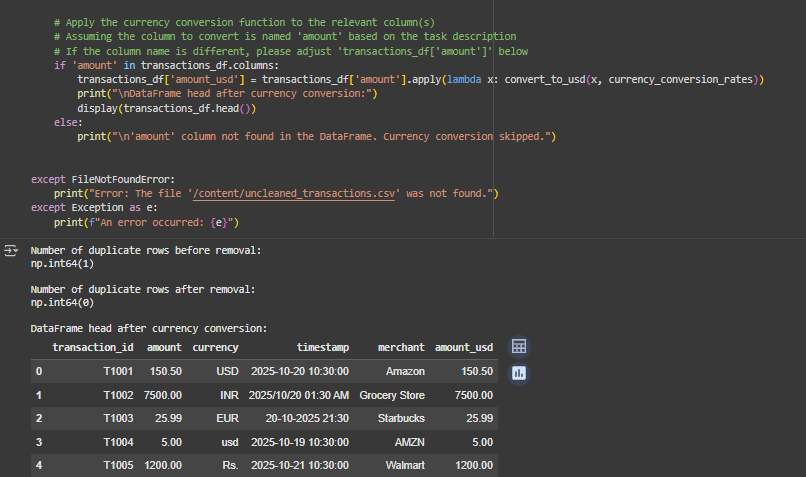 # Apply the currency conversion function to the relevant column(s)
# Assuming the column to convert is named 'amount' based on the task description
# If the column name is different, please adjust 'transactions_df['amount']' below
if 'amount' in transactions_df.columns:
transactions_df['amount_usd'] = transactions_df['amount'].apply(lambda x: convert_to_usd(x, currency_conversion_rates))
print("\nDataFrame head after currency conversion:")
display(transactions_df.head())
else:
print("\n'amount' column not found in the DataFrame. Currency conversion skipped.")
except FileNotFoundError:
print("Error: The file '/content/uncleaned_transactions.csv' was not found.")
except Exception as e:
print(f"An error occurred: {e}")
Number of duplicate rows before removal:
np.int64(1)
Number of duplicate rows after removal:
np.int64(0)
DataFrame head after currency conversion:
transaction_id amount currency timestamp merchant amount_usd
0 T1001 150.50 USD 2025-10-20 10:30:00 Amazon 150.50
1 T1002 7500.00 INR 2025/10/20 01:30 AM Grocery Store 7500.00
2 T1003 25.99 EUR 20-10-2025 21:30 Starbucks 25.99
3 T1004 5.00 usd 2025-10-19 10:30:00 AMZN 5.00
4 T1005 1200.00 Rs. 2025-10-21 10:30:00 Walmart 1200.00